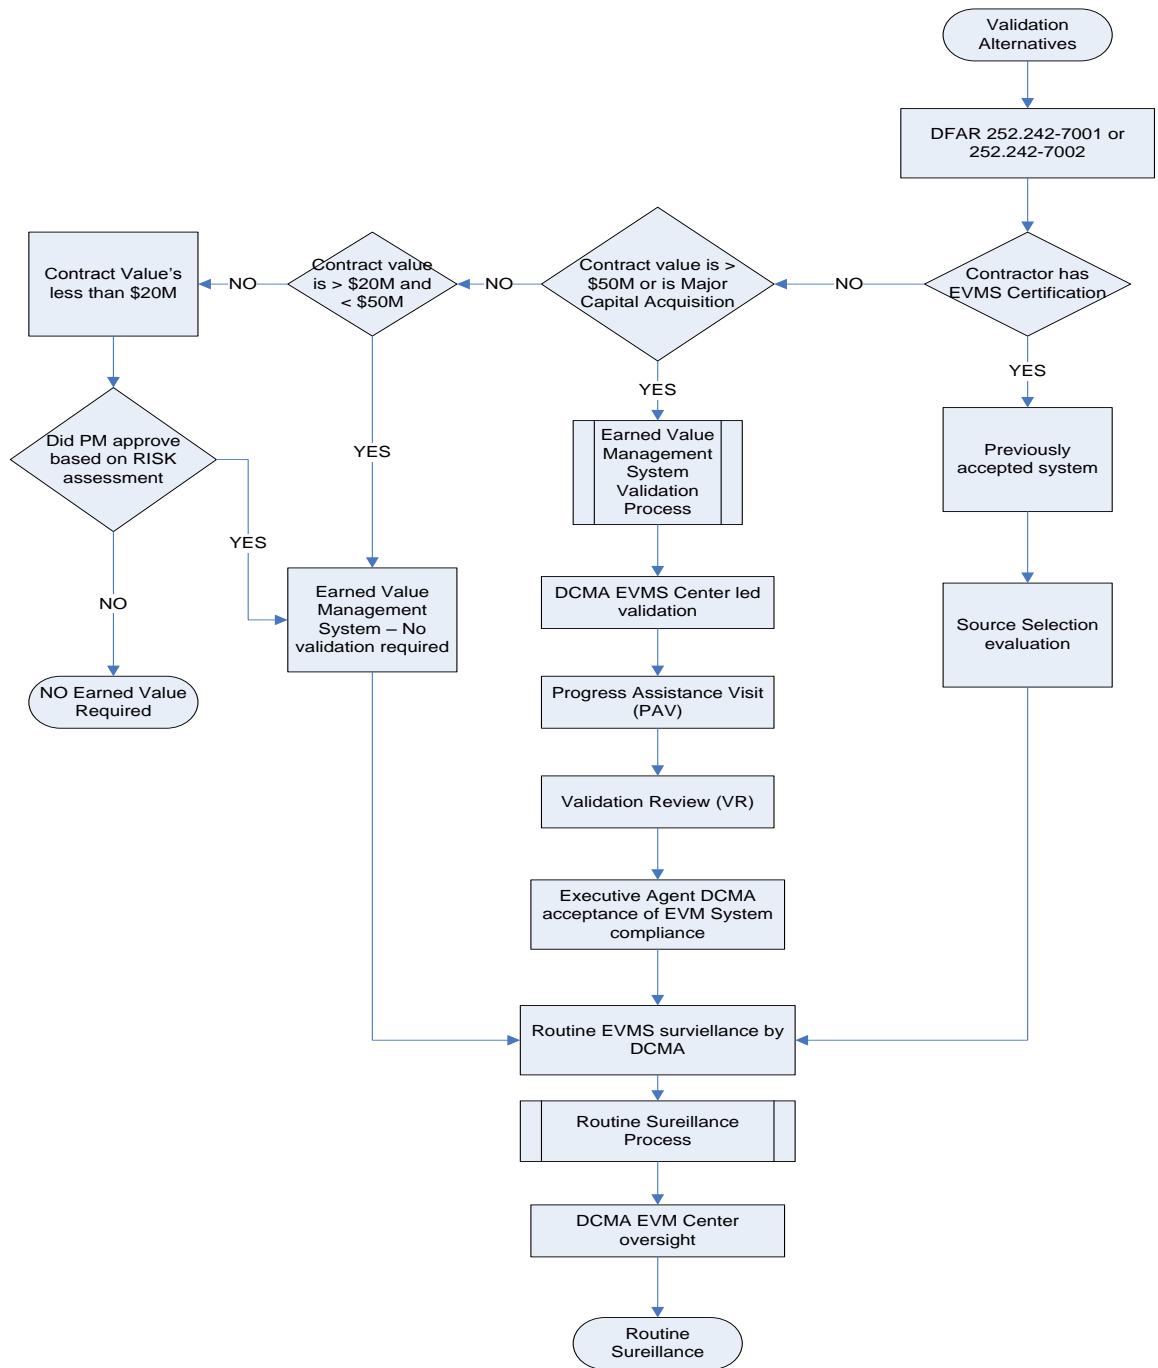 Validation
Alternatives
DFAR 252.242-7001 or
252.242-7002
Contractor has
EVMS Certification
NO
Contract value is >
$50M or is Major
Capital Acquisition
NO
Contract value
is > $20M and
< $50M
NO
Contract Value's
less than $20M
YES
Previously
accepted system
Source Selection
evaluation
YES
Earned Value
Management
System
Validation
Process
DCMA EVMS Center led
validation
Progress Assistance Visit
(PAV)
Validation Review (VR)
Executive Agent DCMA
acceptance of EVM System
compliance
YES
Earned Value
Management
System – No
validation required
Did PM approve
based on RISK
assessment
YES
NO
NO Earned Value
Required
Routine EVMS surviellance by
DCMA
Routine Sureillance
Process
DCMA EVM Center
oversight
Routine
Sureillance